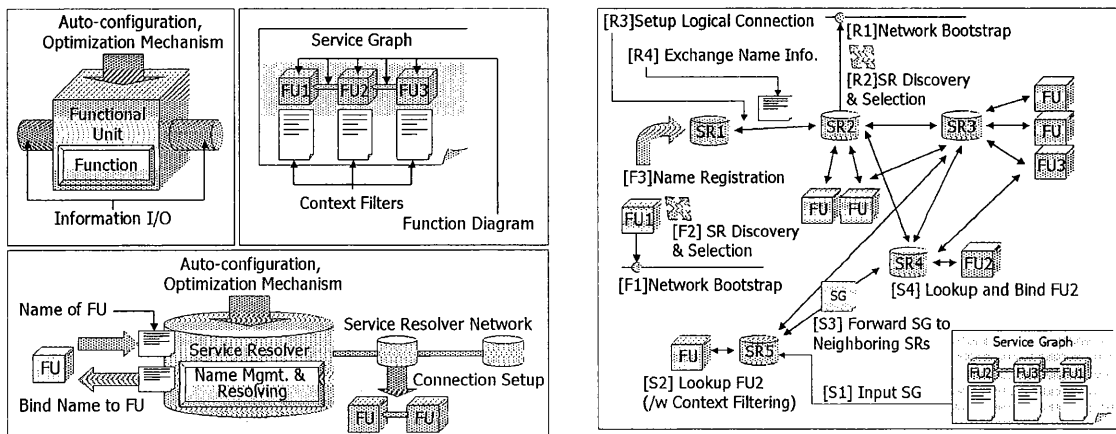 Auto-configuration,
Optimization Mechanism
Functional
Unit
Function
Information I/O
Service Graph
FU1
FU2
FU3
Context Filters
Function Diagram
Auto-configuration,
Optimization Mechanism
Name of FU
FU
Bind Name to FU
Service Resolver
Name Mgmt. &
Resolving
Service Resolver Network
Connection Setup
FU
FU
[R3]Setup Logical Connection
[R4] Exchange Name Info.
[R1]Network Bootstrap
[R2]SR Discovery
& Selection
SR1
SR2
SR3
FU
FU
FU3
[F3]Name Registration
FU
FU
FU1
[F2] SR Discovery
& Selection
[F1]Network Bootstrap
SR4
FU2
[S4] Lookup and Bind FU2
SG
[S3] Forward SG to
Neighboring SRs
FU
SR5
[S2] Lookup FU2
(/w Context Filtering)
[S1] Input SG
Service Graph
FU2
FU3
FU1